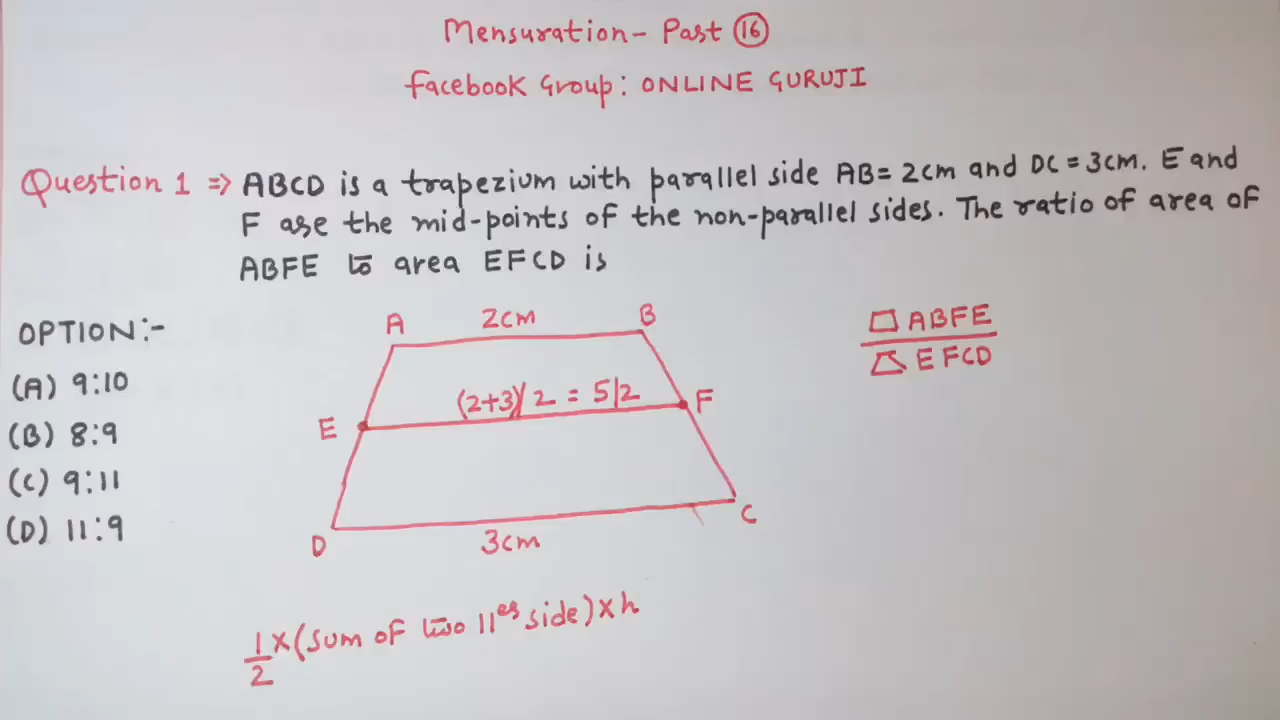 Mensuration- Part 16
Facebook Group: ONLINE GURUJI
Question 1 => ABCD is a trapezium with parallel side AB= 2cm and DC = 3cm. E and
F are the mid-points of the non-parallel sides. The ratio of area of
ABFE to area EFCD is
OPTION:-
(A) 9:10
(B) 8:9
(C) 9:11
(D) 11:9
A 2cm B
E (2+3)/2 = 5/2 F
D 3cm C
□ ABFE
EFCD
1/2 × (Sum of two 11es side) × h